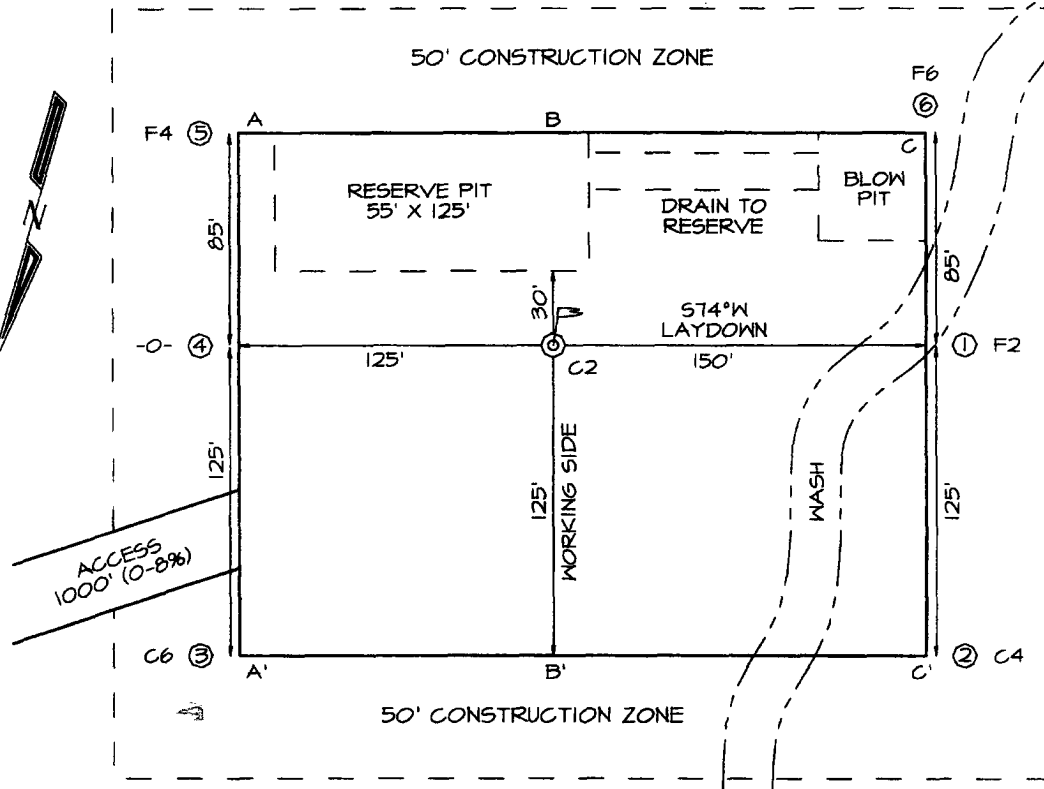 50' CONSTRUCTION ZONE
F6
⑥
F4 ⑤
A
B
C
RESERVE PIT
55' X 125'
DRAIN TO
RESERVE
BLOW
PIT
N
85'
85'
30'
S74°W
LAYDOWN
-0- ④
125'
C2
150'
① F2
125'
125'
WORKING SIDE
WASH
125'
ACCESS
1000' (0-8%)
C6 ③
A'
B'
C'
② C4
50' CONSTRUCTION ZONE